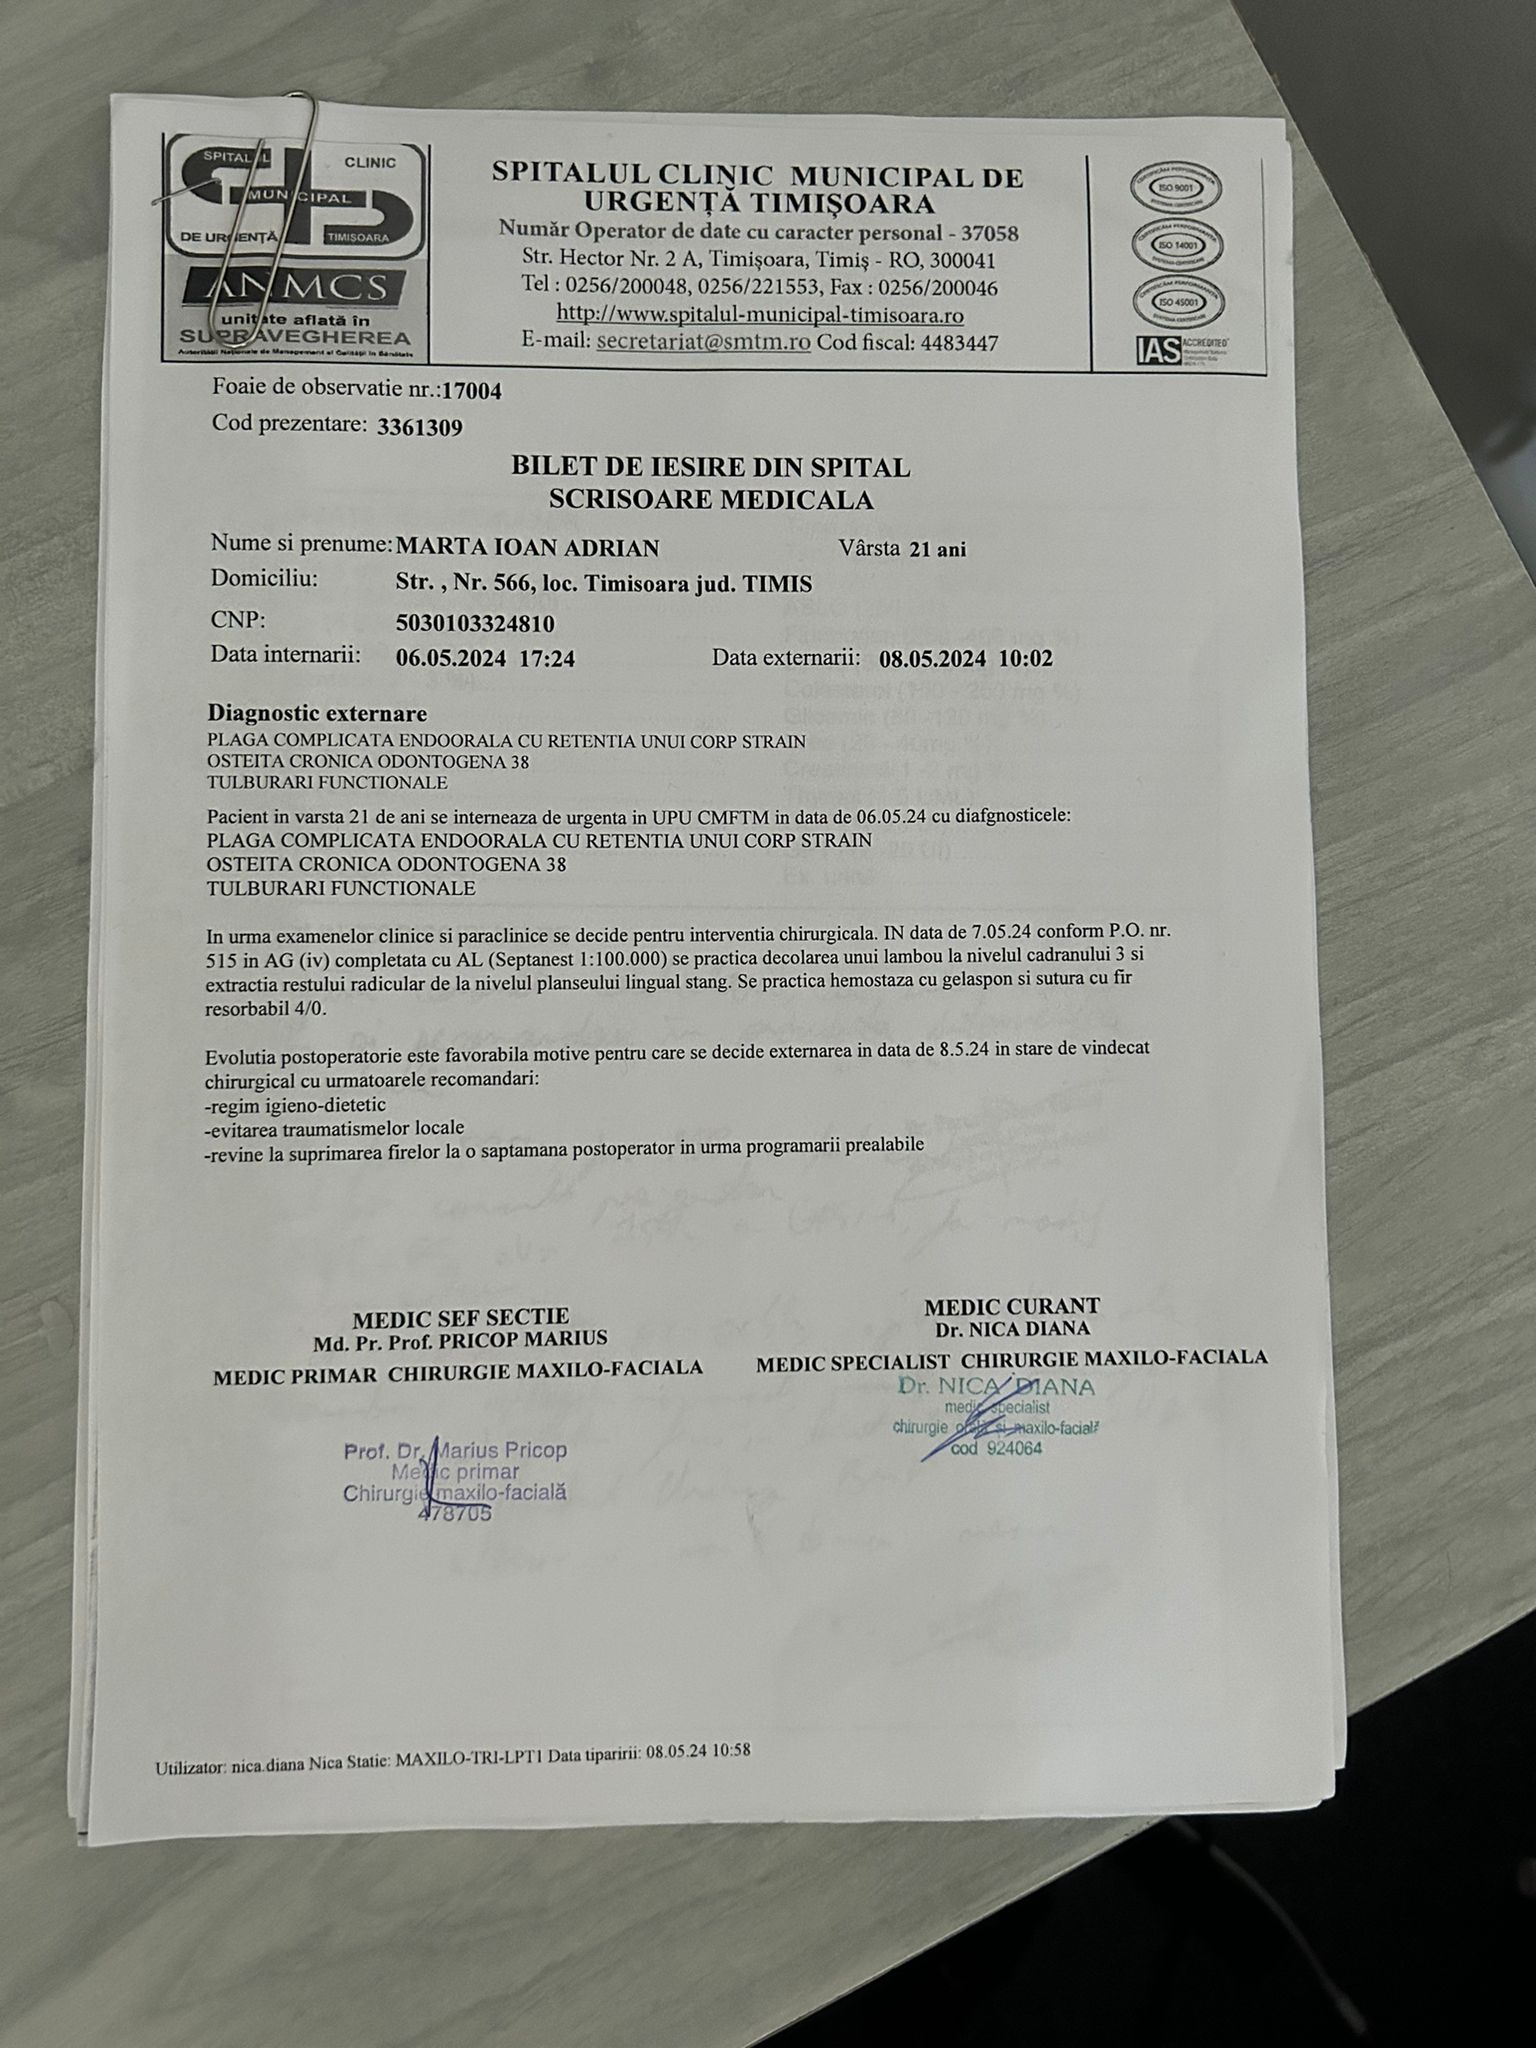 SPITALUL CLINIC
MUNICIPAL
DE URGENȚĂ TIMISOARA
ANMCS
unitate aflată în
SUPRAVEGHEREA
Autorității Naționale de Management al Calității în Sănătate
SPITALUL CLINIC MUNICIPAL DE
URGENȚĂ TIMIȘOARA
Număr Operator de date cu caracter personal - 37058
Str. Hector Nr. 2 A, Timișoara, Timiș - RO, 300041
Tel : 0256/200048, 0256/221553, Fax : 0256/200046
http://www.spitalul-municipal-timisoara.ro
E-mail: secretariat@smtm.ro Cod fiscal: 4483447
ISO 9001
ISO 14001
ISO 45001
IAS ACCREDITED
Foaie de observatie nr.:17004
Cod prezentare: 3361309
BILET DE IESIRE DIN SPITAL
SCRISOARE MEDICALA
Nume si prenume: MARTA IOAN ADRIAN Vârsta 21 ani
Domiciliu: Str. , Nr. 566, loc. Timisoara jud. TIMIS
CNP: 5030103324810
Data internarii: 06.05.2024 17:24 Data externarii: 08.05.2024 10:02
Diagnostic externare
PLAGA COMPLICATA ENDOORALA CU RETENTIA UNUI CORP STRAIN
OSTEITA CRONICA ODONTOGENA 38
TULBURARI FUNCTIONALE
Pacient in varsta 21 de ani se interneaza de urgenta in UPU CMFTM in data de 06.05.24 cu diafgnosticele:
PLAGA COMPLICATA ENDOORALA CU RETENTIA UNUI CORP STRAIN
OSTEITA CRONICA ODONTOGENA 38
TULBURARI FUNCTIONALE
In urma examenelor clinice si paraclinice se decide pentru interventia chirurgicala. IN data de 7.05.24 conform P.O. nr.
515 in AG (iv) completata cu AL (Septanest 1:100.000) se practica decolarea unui lambou la nivelul cadranului 3 si
extractia restului radicular de la nivelul planseului lingual stang. Se practica hemostaza cu gelaspon si sutura cu fir
resorbabil 4/0.
Evolutia postoperatorie este favorabila motive pentru care se decide externarea in data de 8.5.24 in stare de vindecat
chirurgical cu urmatoarele recomandari:
-regim igieno-dietetic
-evitarea traumatismelor locale
-revine la suprimarea firelor la o saptamana postoperator in urma programarii prealabile
MEDIC SEF SECTIE
Md. Pr. Prof. PRICOP MARIUS
MEDIC PRIMAR CHIRURGIE MAXILO-FACIALA
Prof. Dr. Marius Pricop
Medic primar
Chirurgie maxilo-facială
478705
MEDIC CURANT
Dr. NICA DIANA
MEDIC SPECIALIST CHIRURGIE MAXILO-FACIALA
Dr. NICA DIANA
medic specialist
chirurgie orală și maxilo-facială
cod 924064
Utilizator: nica.diana Nica Statie: MAXILO-TRI-LPT1 Data tiparirii: 08.05.24 10:58